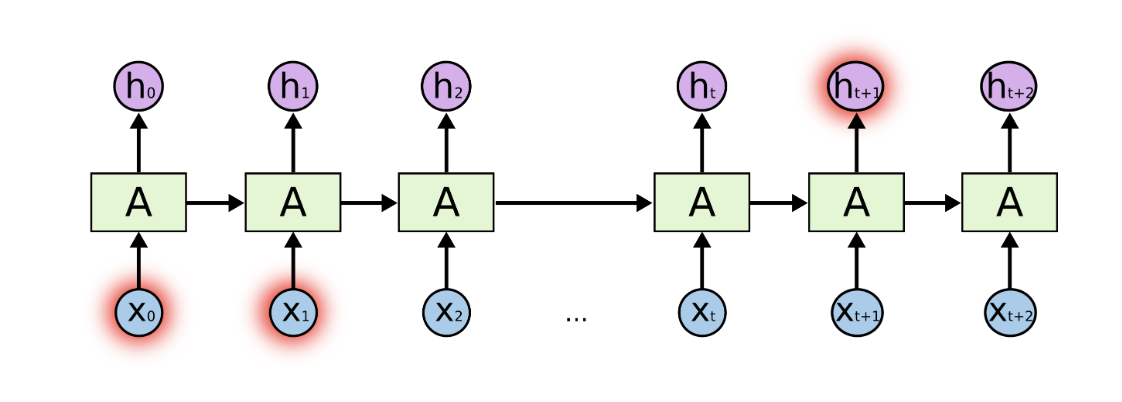 h₀ h₁ h₂ hₜ hₜ₊₁ hₜ₊₂
A A A A A A
x₀ x₁ x₂ ... xₜ xₜ₊₁ xₜ₊₂